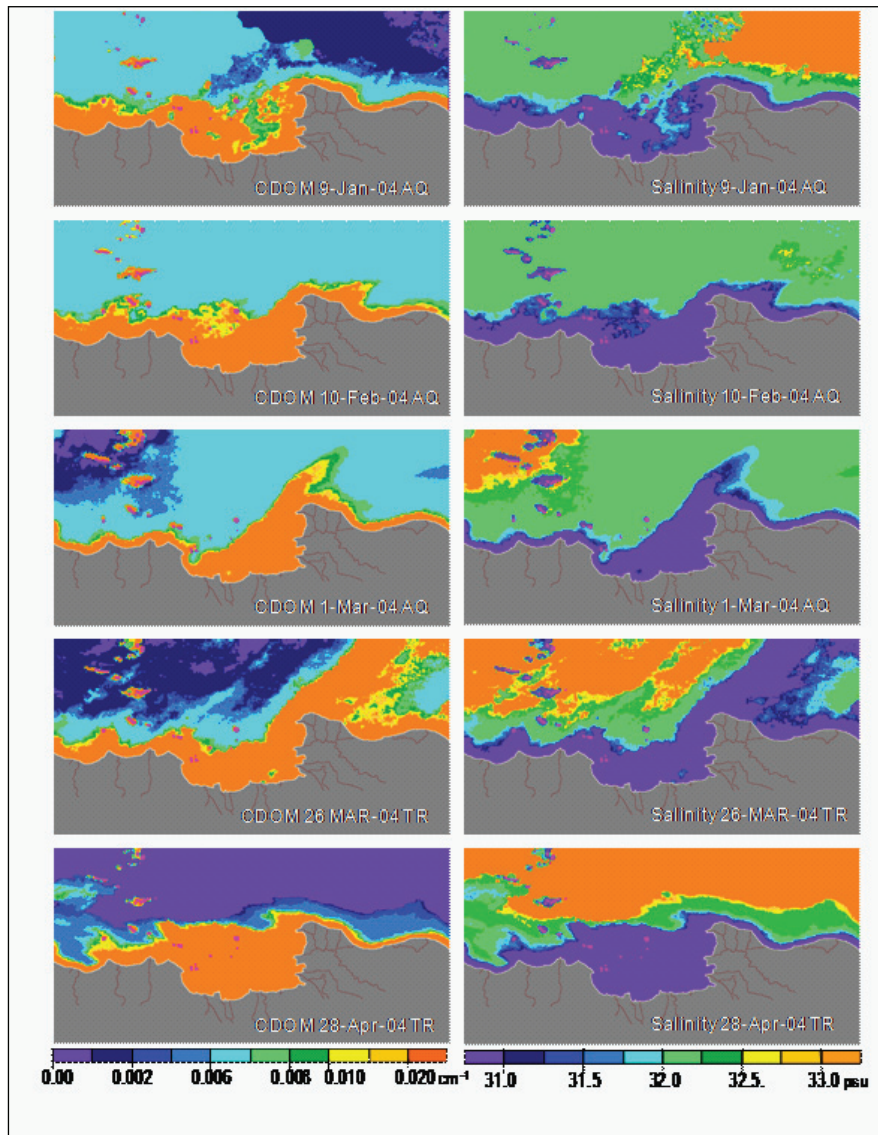 CDOM 9-Jan-04 AQ
Salinity 9-Jan-04 AQ
CDOM 10-Feb-04 AQ
Salinity 10-Feb-04 AQ
CDOM 1-Mar-04 AQ
Salinity 1-Mar-04 AQ
CDOM 26 MAR-04 TR
Salinity 26-MAR-04 TR
CDOM 28-Apr-04 TR
Salinity 28-Apr-04 TR
0.00 0.002 0.006 0.008 0.010 0.020 cm⁻¹
31.0 31.5 32.0 32.5. 33.0 psu